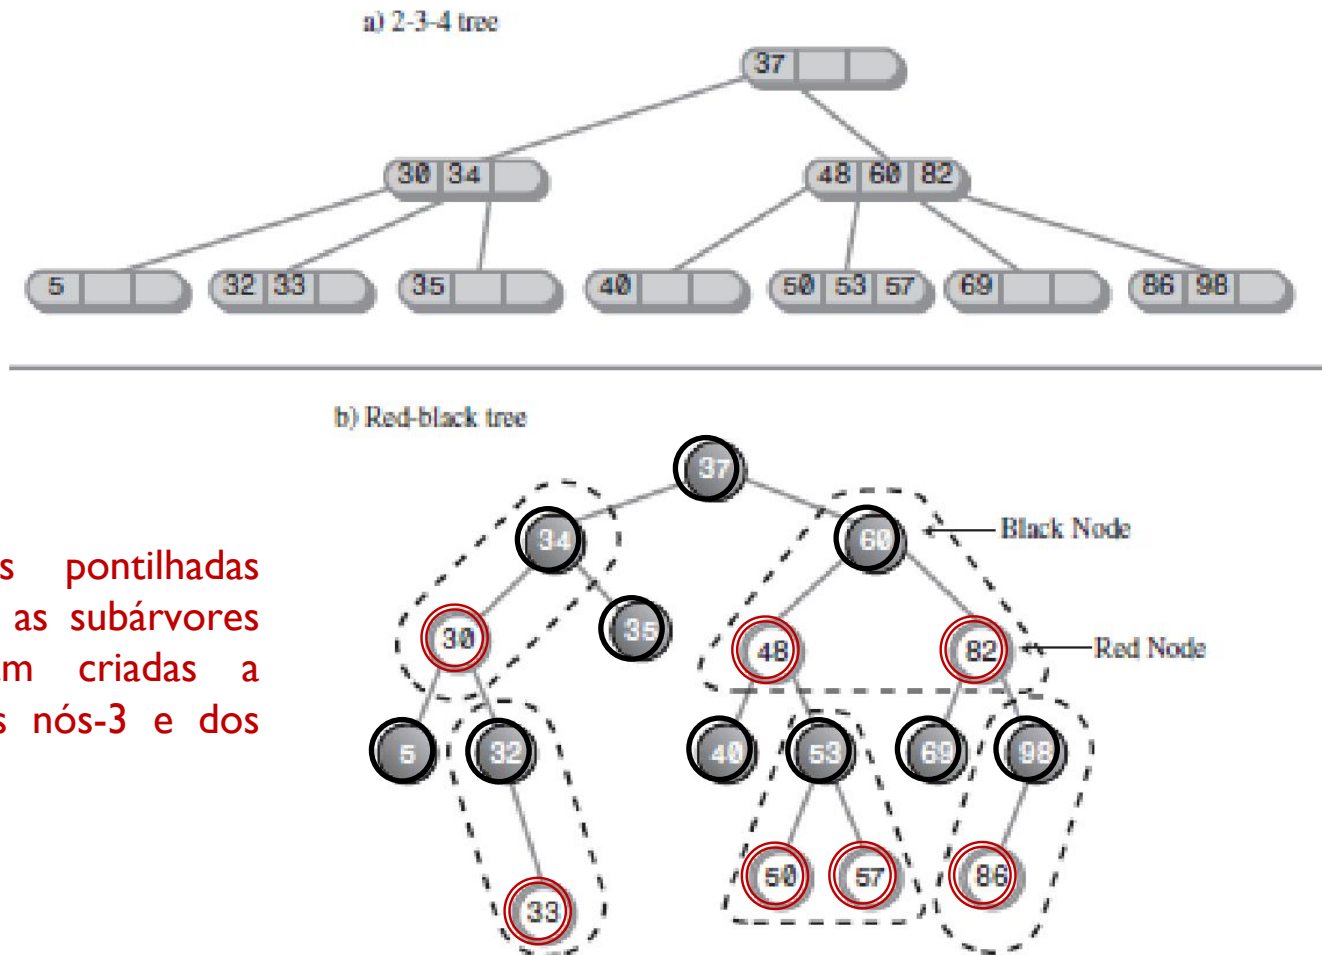 a) 2-3-4 tree
37
30 34
48 60 82
5
32 33
35
40
50 53 57
69
86 98
b) Red-black tree
37
34
60
Black Node
s pontilhadas
30
35
48
82
Red Node
as subárvores
am criadas a
s nós-3 e dos
5
32
40
53
69
98
50
57
86
33